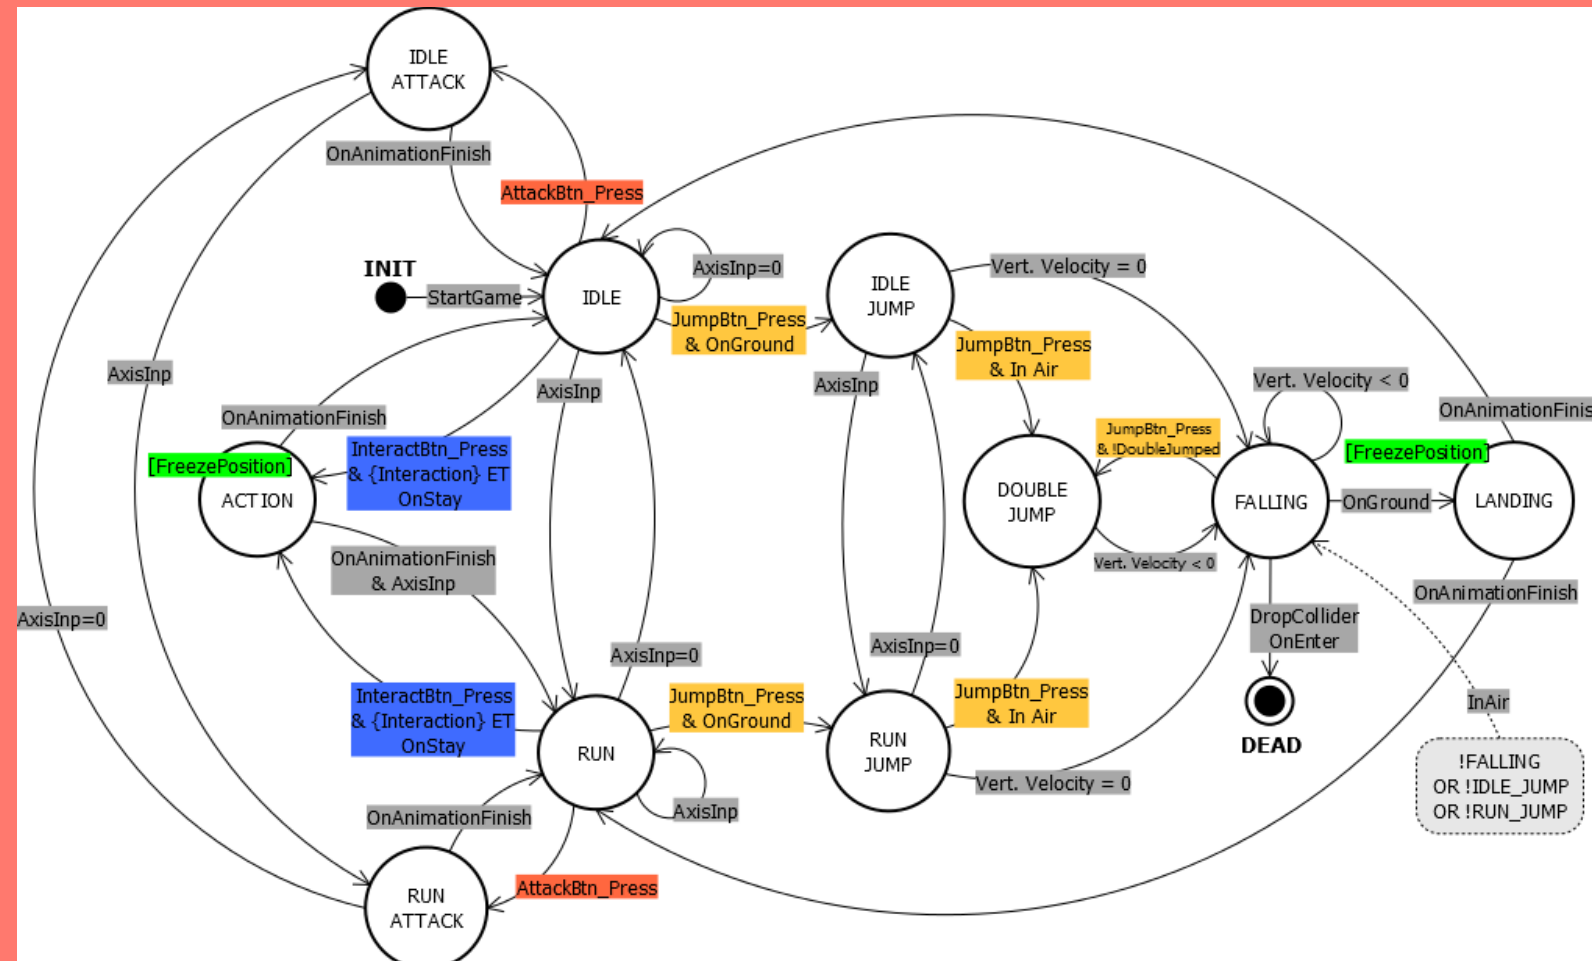 IDLE
ATTACK
OnAnimationFinish
AttackBtn_Press
INIT
StartGame
IDLE
AxisInp=0
JumpBtn_Press
& OnGround
IDLE
JUMP
Vert. Velocity = 0
JumpBtn_Press
& In Air
AxisInp
AxisInp
AxisInp
OnAnimationFinish
[FreezePosition]
ACTION
InteractBtn_Press
& {Interaction} ET
OnStay
Vert. Velocity < 0
JumpBtn_Press
& !DoubleJumped
OnAnimationFinis
[FreezePosition]
DOUBLE
JUMP
FALLING
OnGround
LANDING
OnAnimationFinish
& AxisInp
Vert. Velocity < 0
OnAnimationFinish
AxisInp=0
DropCollider
OnEnter
AxisInp=0
AxisInp=0
InteractBtn_Press
& {Interaction} ET
OnStay
JumpBtn_Press
& OnGround
JumpBtn_Press
& In Air
InAir
RUN
RUN
JUMP
DEAD
Vert. Velocity = 0
!FALLING
OR !IDLE_JUMP
OR !RUN_JUMP
OnAnimationFinish
AxisInp
RUN
ATTACK
AttackBtn_Press